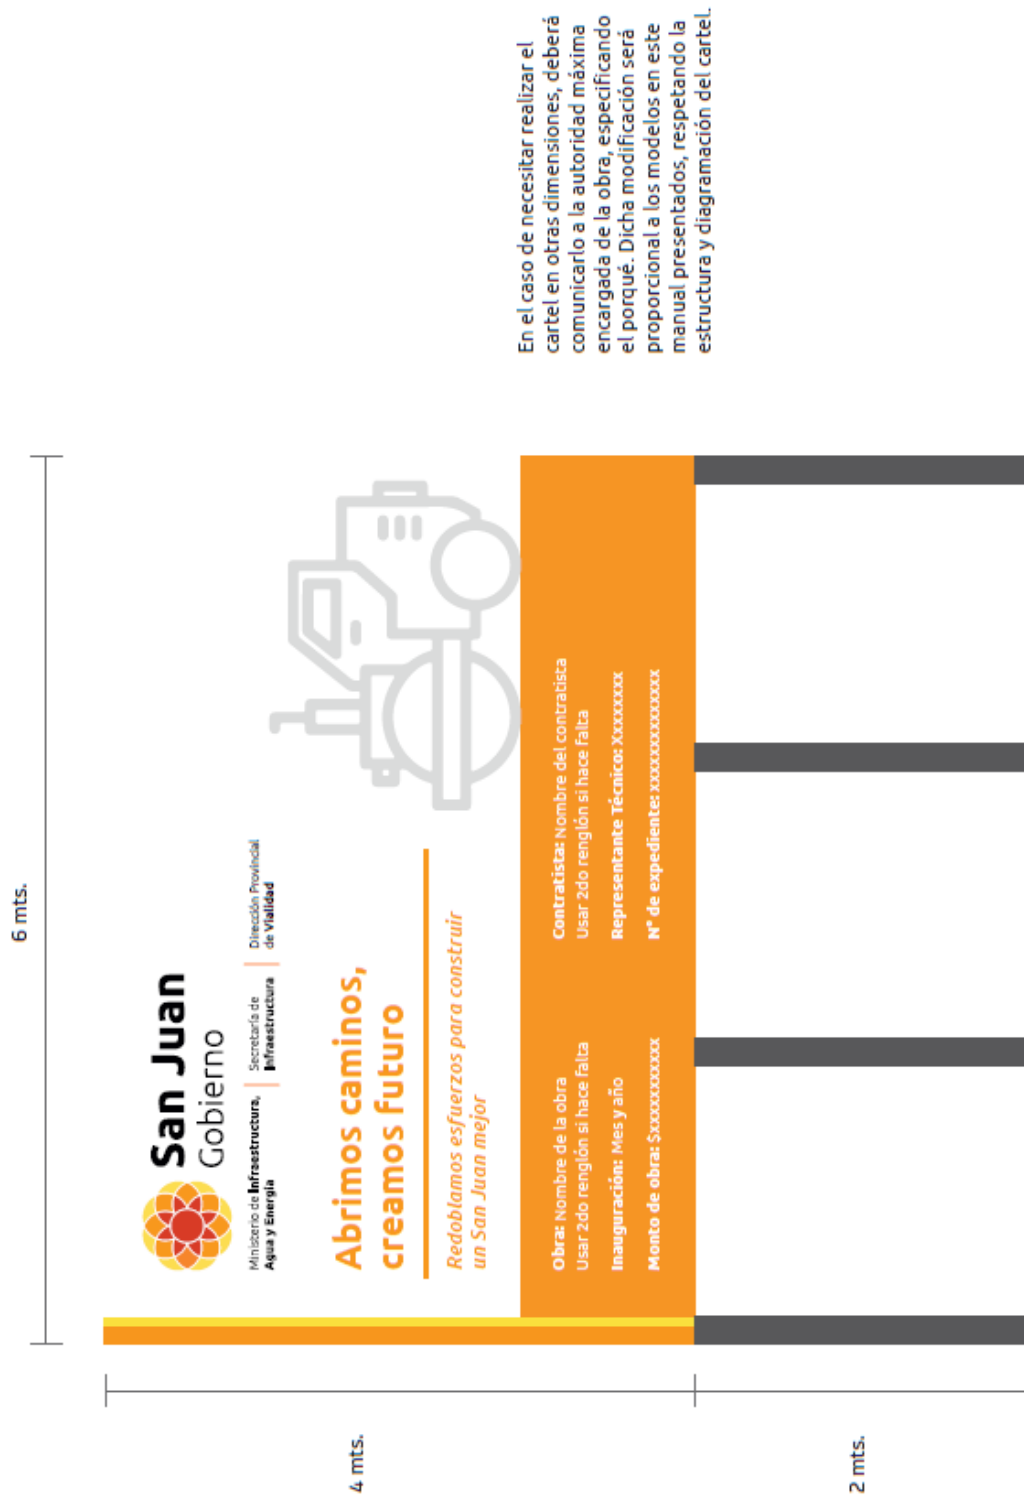 6 mts.
4 mts.
2 mts.
San Juan
Gobierno
Ministerio de Infraestructura,
Agua y Energía
Secretaría de
Infraestructura
Dirección Provincial
de Vialidad
Abrimos caminos,
creamos futuro
Redoblamos esfuerzos para construir
un San Juan mejor
Obra: Nombre de la obra
Usar 2do renglón si hace falta
Inauguración: Mes y año
Monto de obra: $xxxxxxxxxxxx
Contratista: Nombre del contratista
Usar 2do renglón si hace falta
Representante Técnico: Xxxxxxxx
N° de expediente: xxxxxxxxxxxxxxxx
En el caso de necesitar realizar el
cartel en otras dimensiones, deberá
comunicarlo a la autoridad máxima
encargada de la obra, especificando
el porqué. Dicha modificación será
proporcional a los modelos en este
manual presentados, respetando la
estructura y diagramación del cartel.